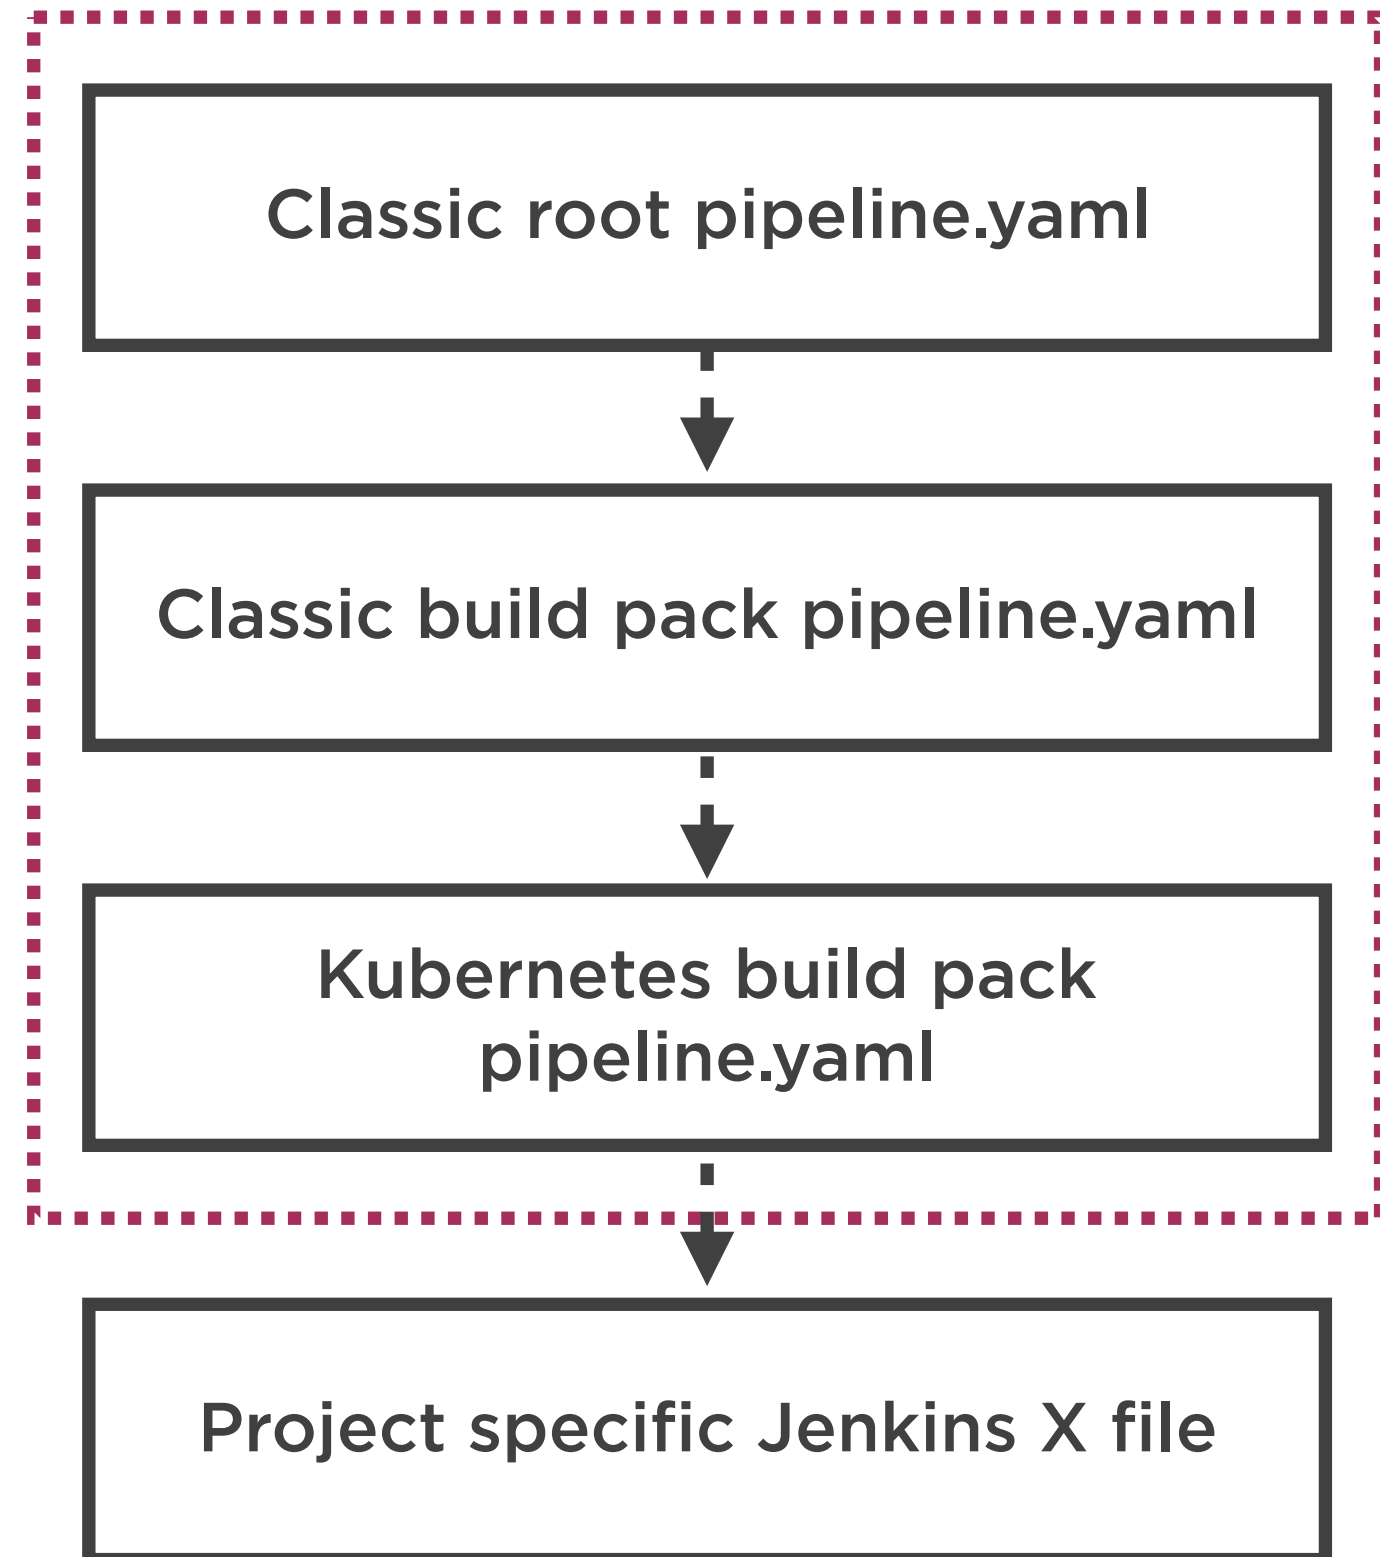 Classic root pipeline.yaml
Classic build pack pipeline.yaml
Kubernetes build pack
pipeline.yaml
Project specific Jenkins X file